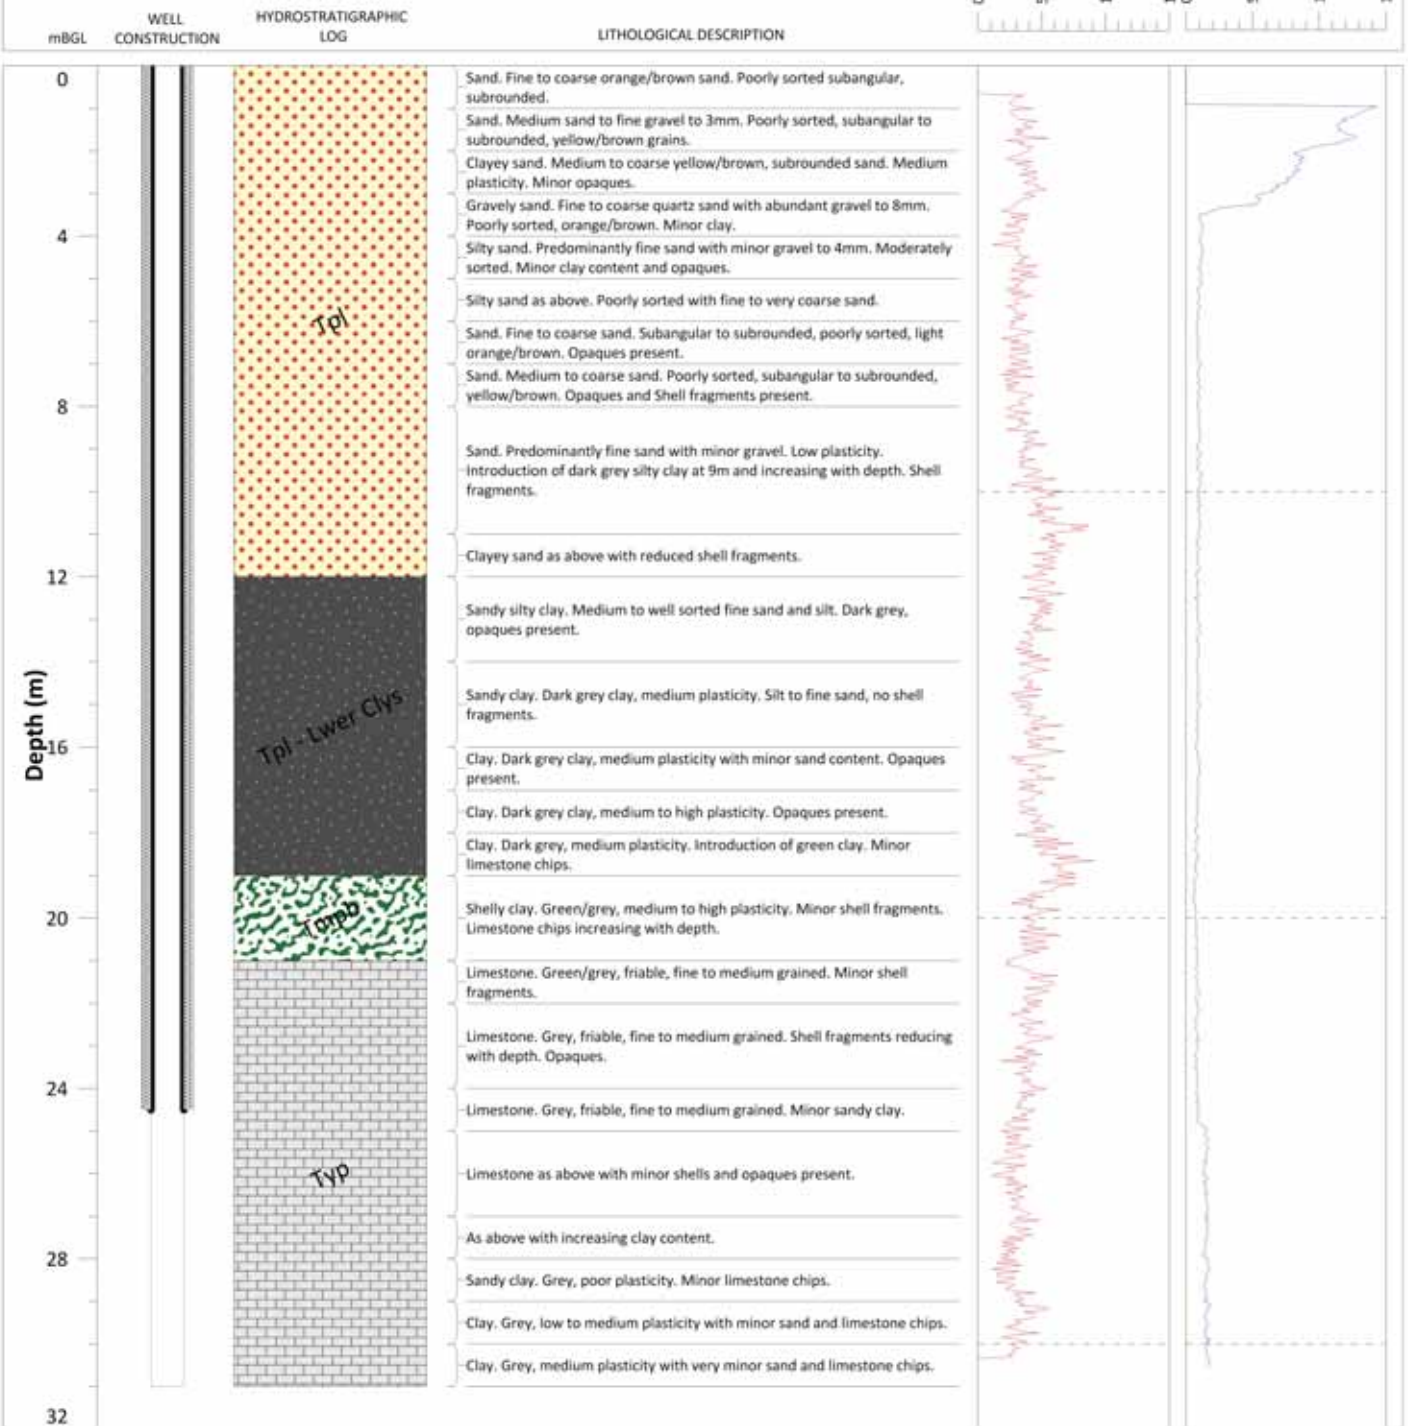 WELL
CONSTRUCTION
HYDROSTRATIGRAPHIC
LOG
mBGL
LITHOLOGICAL DESCRIPTION
0
Sand. Fine to coarse orange/brown sand. Poorly sorted subangular,
subrounded.
Sand. Medium sand to fine gravel to 3mm. Poorly sorted, subangular to
subrounded, yellow/brown grains.
Clayey sand. Medium to coarse yellow/brown, subrounded sand. Medium
plasticity. Minor opaques.
Gravely sand. Fine to coarse quartz sand with abundant gravel to 8mm.
Poorly sorted, orange/brown. Minor clay.
4
Silty sand. Predominantly fine sand with minor gravel to 4mm. Moderately
sorted. Minor clay content and opaques.
Silty sand as above. Poorly sorted with fine to very coarse sand.
Tpl
Sand. Fine to coarse sand. Subangular to subrounded, poorly sorted, light
orange/brown. Opaques present.
Sand. Medium to coarse sand. Poorly sorted, subangular to subrounded,
yellow/brown. Opaques and Shell fragments present.
8
Sand. Predominantly fine sand with minor gravel. Low plasticity.
Introduction of dark grey silty clay at 9m and increasing with depth. Shell
fragments.
Clayey sand as above with reduced shell fragments.
12
Sandy silty clay. Medium to well sorted fine sand and silt. Dark grey,
opaques present.
Depth (m)
Tpl - Lwer Clys
Sandy clay. Dark grey clay, medium plasticity. Silt to fine sand, no shell
fragments.
16
Clay. Dark grey clay, medium plasticity with minor sand content. Opaques
present.
Clay. Dark grey clay, medium to high plasticity. Opaques present.
Clay. Dark grey, medium plasticity. Introduction of green clay. Minor
limestone chips.
Tmpb
20
Shelly clay. Green/grey, medium to high plasticity. Minor shell fragments.
Limestone chips increasing with depth.
Limestone. Green/grey, friable, fine to medium grained. Minor shell
fragments.
Limestone. Grey, friable, fine to medium grained. Shell fragments reducing
with depth. Opaques.
24
Limestone. Grey, friable, fine to medium grained. Minor sandy clay.
Typ
Limestone as above with minor shells and opaques present.
As above with increasing clay content.
28
Sandy clay. Grey, poor plasticity. Minor limestone chips.
Clay. Grey, low to medium plasticity with minor sand and limestone chips.
Clay. Grey, medium plasticity with very minor sand and limestone chips.
32